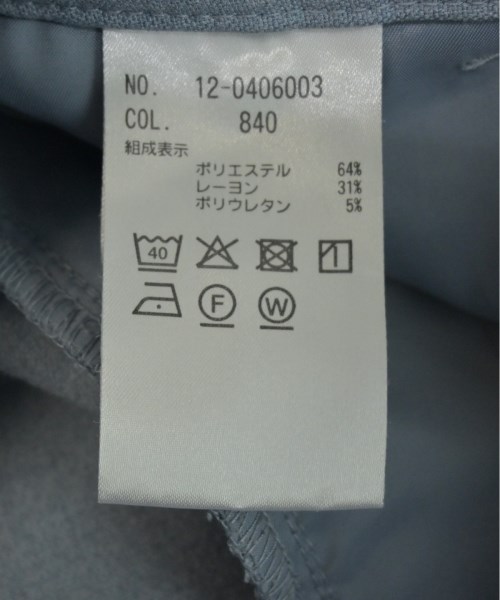 NO. 12-0406003
COL. 840
組成表示
ポリエステル 64%
レーヨン 31%
ポリウレタン 5%
40
F W